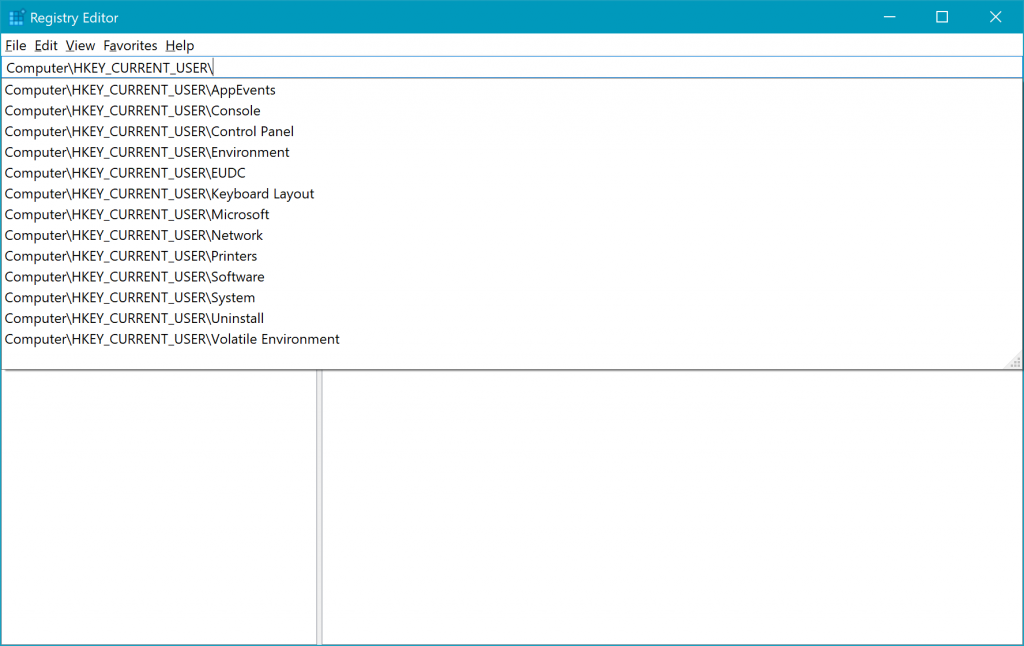 Registry Editor
File Edit View Favorites Help
Computer\HKEY_CURRENT_USER\
Computer\HKEY_CURRENT_USER\AppEvents
Computer\HKEY_CURRENT_USER\Console
Computer\HKEY_CURRENT_USER\Control Panel
Computer\HKEY_CURRENT_USER\Environment
Computer\HKEY_CURRENT_USER\EUDC
Computer\HKEY_CURRENT_USER\Keyboard Layout
Computer\HKEY_CURRENT_USER\Microsoft
Computer\HKEY_CURRENT_USER\Network
Computer\HKEY_CURRENT_USER\Printers
Computer\HKEY_CURRENT_USER\Software
Computer\HKEY_CURRENT_USER\System
Computer\HKEY_CURRENT_USER\Uninstall
Computer\HKEY_CURRENT_USER\Volatile Environment